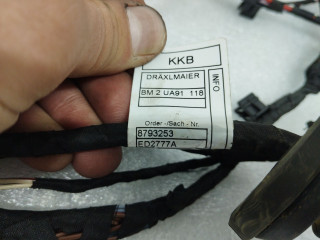 KKB
DRÄXLMAIER
BM 2 UA91 118
INFO
Order-/Sach- Nr.
8793253
ED2777A